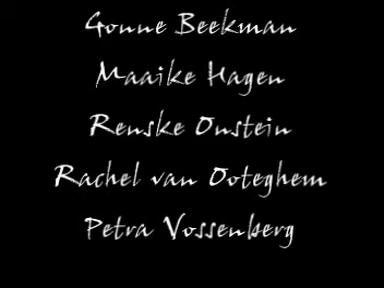 Gonne Beekman
Maaike Hagen
Renske Onstein
Rachel van Ooteghem
Petra Vossenberg